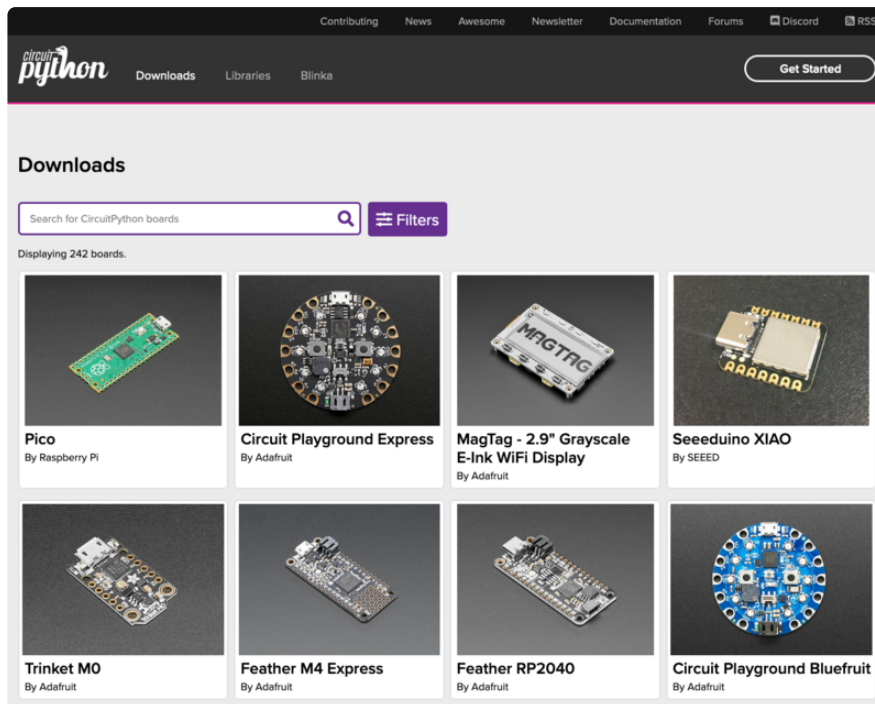 Contributing News Awesome Newsletter Documentation Forums Discord RSS
circuit
python
Downloads Libraries Blinka
Get Started
Downloads
Search for CircuitPython boards
Filters
Displaying 242 boards.
MAGTAG
Pico
By Raspberry Pi
Circuit Playground Express
By Adafruit
MagTag - 2.9" Grayscale
E-Ink WiFi Display
By Adafruit
Seeeduino XIAO
By SEEED
Trinket M0
By Adafruit
Feather M4 Express
By Adafruit
Feather RP2040
By Adafruit
Circuit Playground Bluefruit
By Adafruit